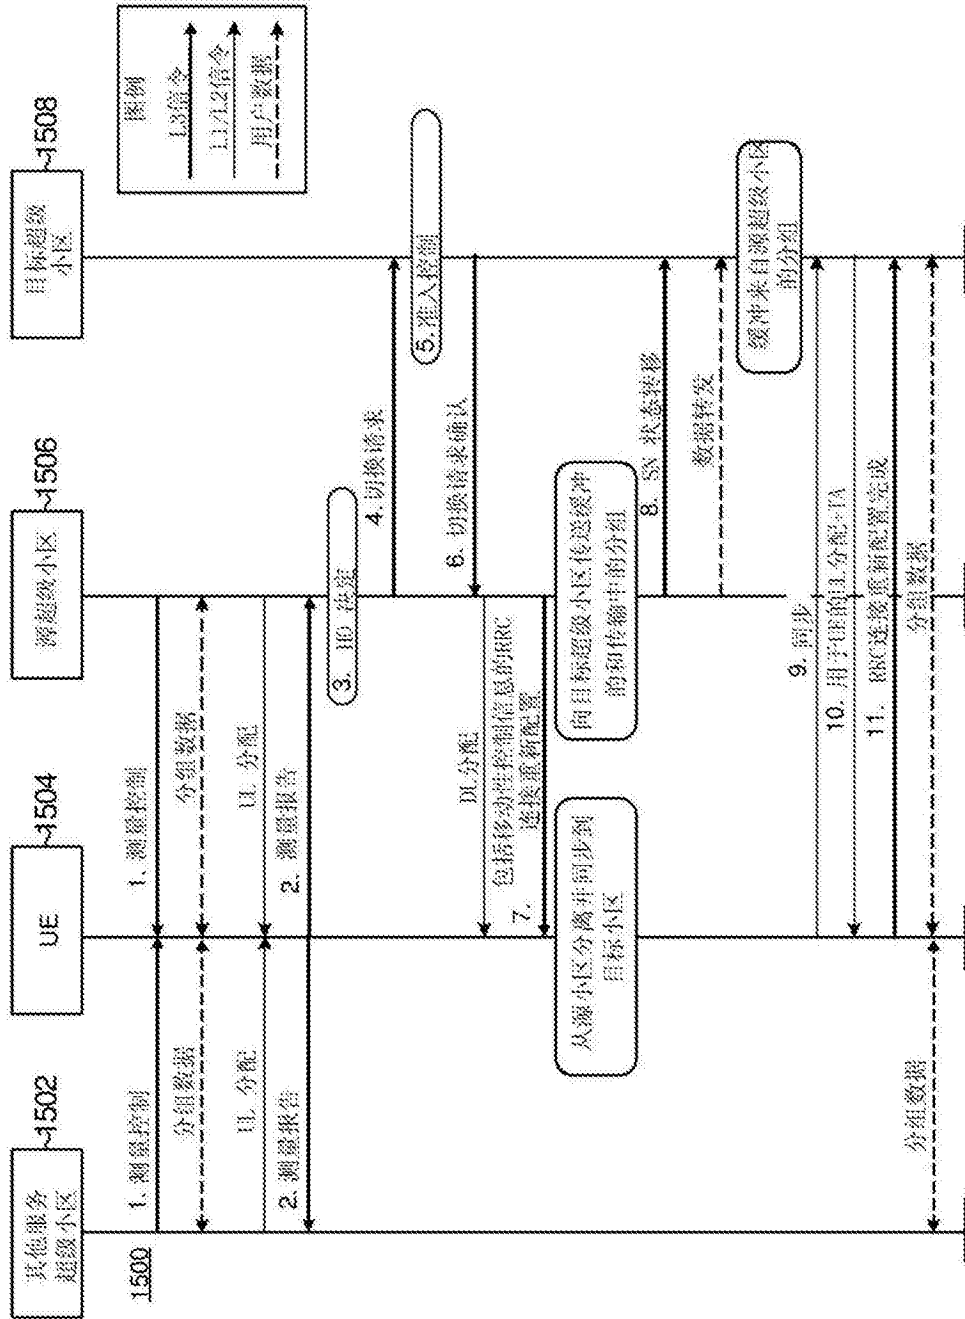 其他服务
超级小区
1502
UE
1504
源超级小区
1506
目标超级
小区
1508
图例
L3信令
L1/L2信令
用户数据
1500
1. 测量控制
1. 测量控制
分组数据
分组数据
UL 分配
UL 分配
2. 测量报告
2. 测量报告
3. HO 决定
4. 切换请求
5. 准入控制
6. 切换请求确认
DL分配
7. 包括移动性控制信息的RRC
连接重新配置
从源小区分离并同步到
目标小区
向目标超级小区传送缓冲
的和传输中的分组
8. SN 状态转移
数据转发
缓冲来自源超级小区
的分组
9. 同步
10. 用于UE的UL分配+TA
11. RRC连接重新配置完成
分组数据
分组数据